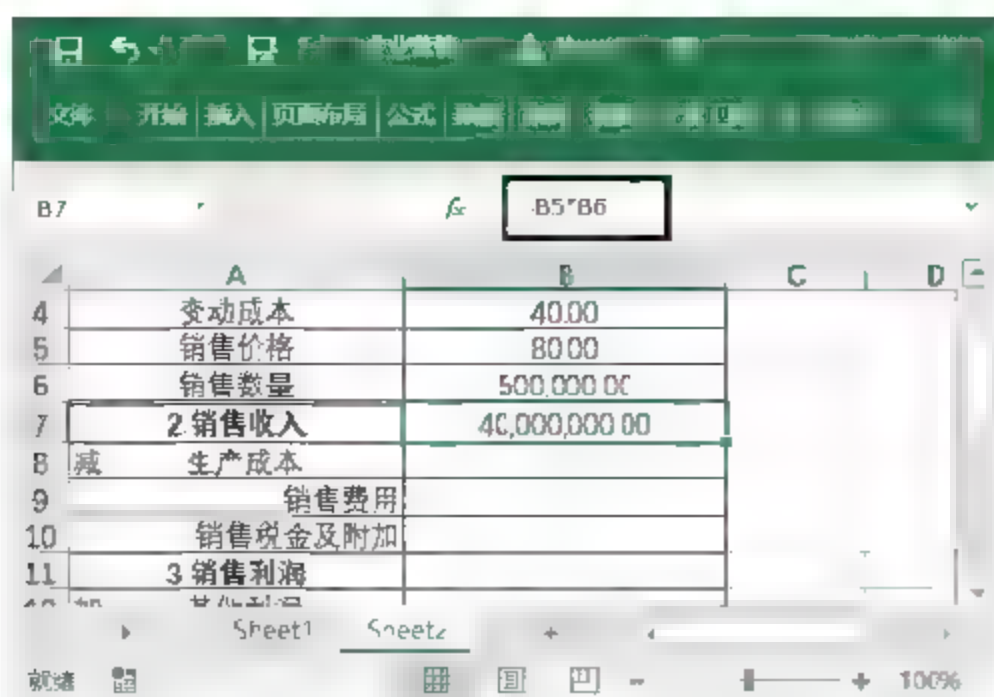 文件 开始 插入 页面布局 公式
B7 fx =B5*B6
A B C D
4 变动成本 40.00
5 销售价格 80.00
6 销售数量 500,000.00
7 2.销售收入 40,000,000.00
8 减 生产成本
9 销售费用
10 销售税金及附加
11 3.销售利润
Sheet1 Sheet2 +
就绪 100%